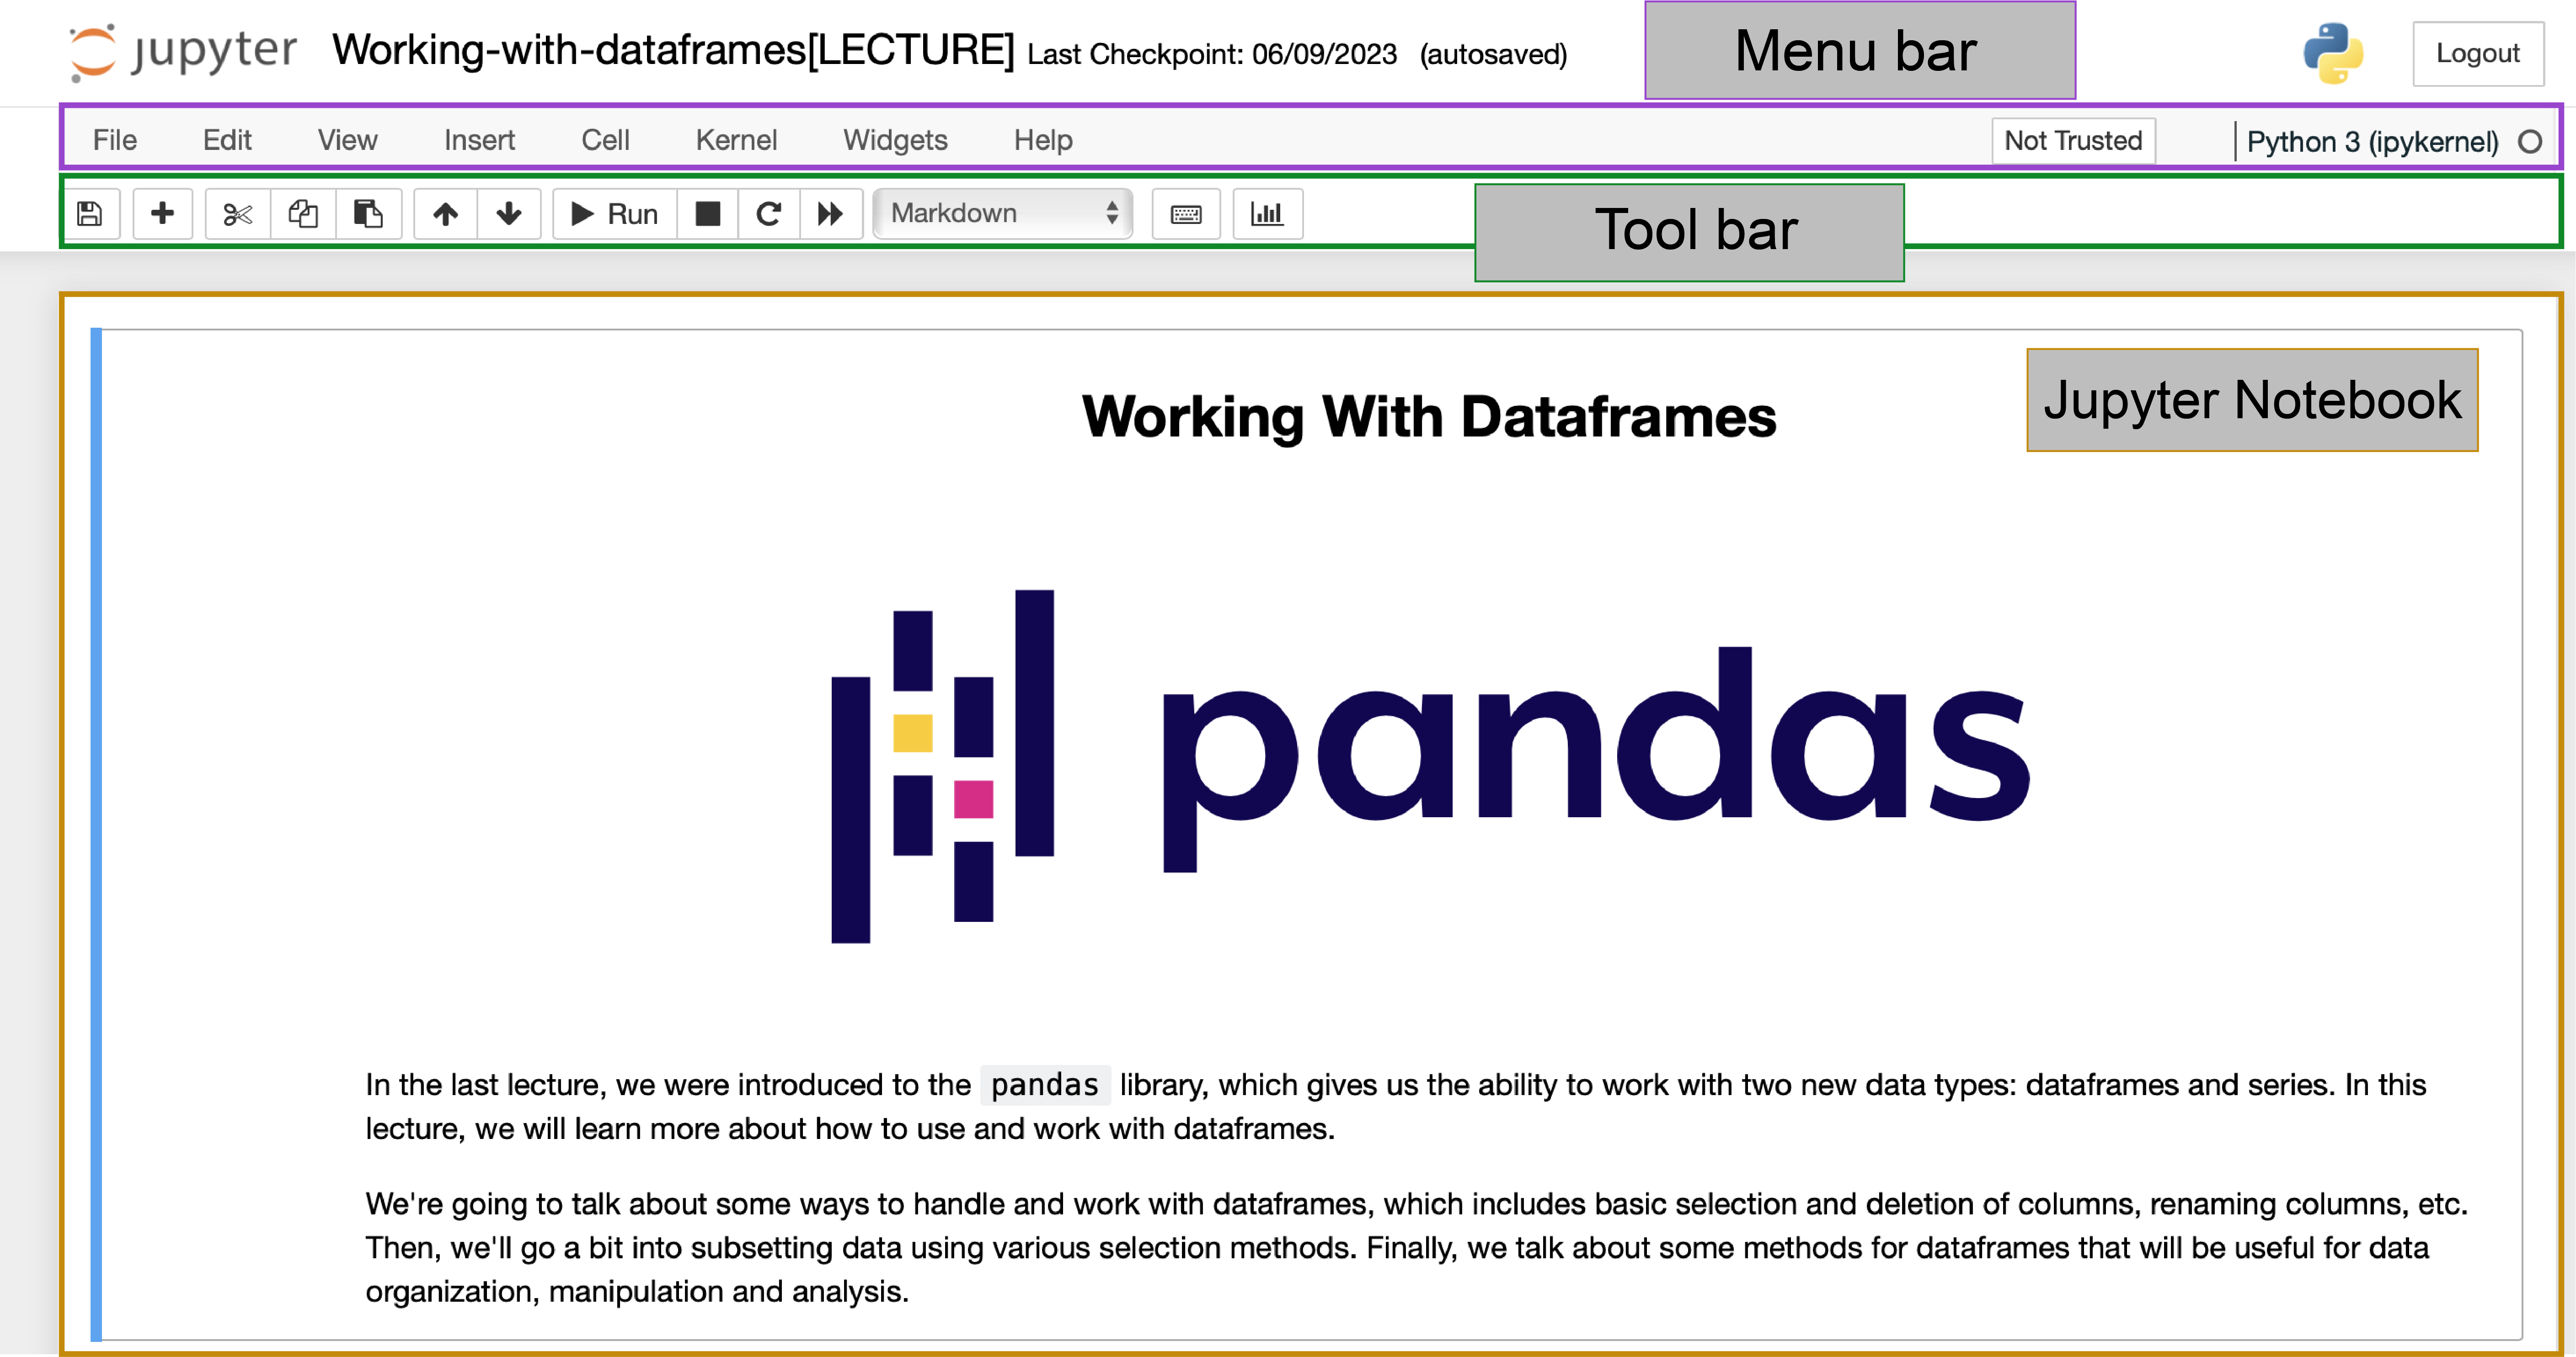 jupyter Working-with-dataframes[LECTURE] Last Checkpoint: 06/09/2023 (autosaved) Menu bar Logout
File Edit View Insert Cell Kernel Widgets Help Not Trusted Python 3 (ipykernel)
Run Markdown Tool bar
Working With Dataframes Jupyter Notebook
pandas
In the last lecture, we were introduced to the pandas library, which gives us the ability to work with two new data types: dataframes and series. In this
lecture, we will learn more about how to use and work with dataframes.
We're going to talk about some ways to handle and work with dataframes, which includes basic selection and deletion of columns, renaming columns, etc.
Then, we'll go a bit into subsetting data using various selection methods. Finally, we talk about some methods for dataframes that will be useful for data
organization, manipulation and analysis.